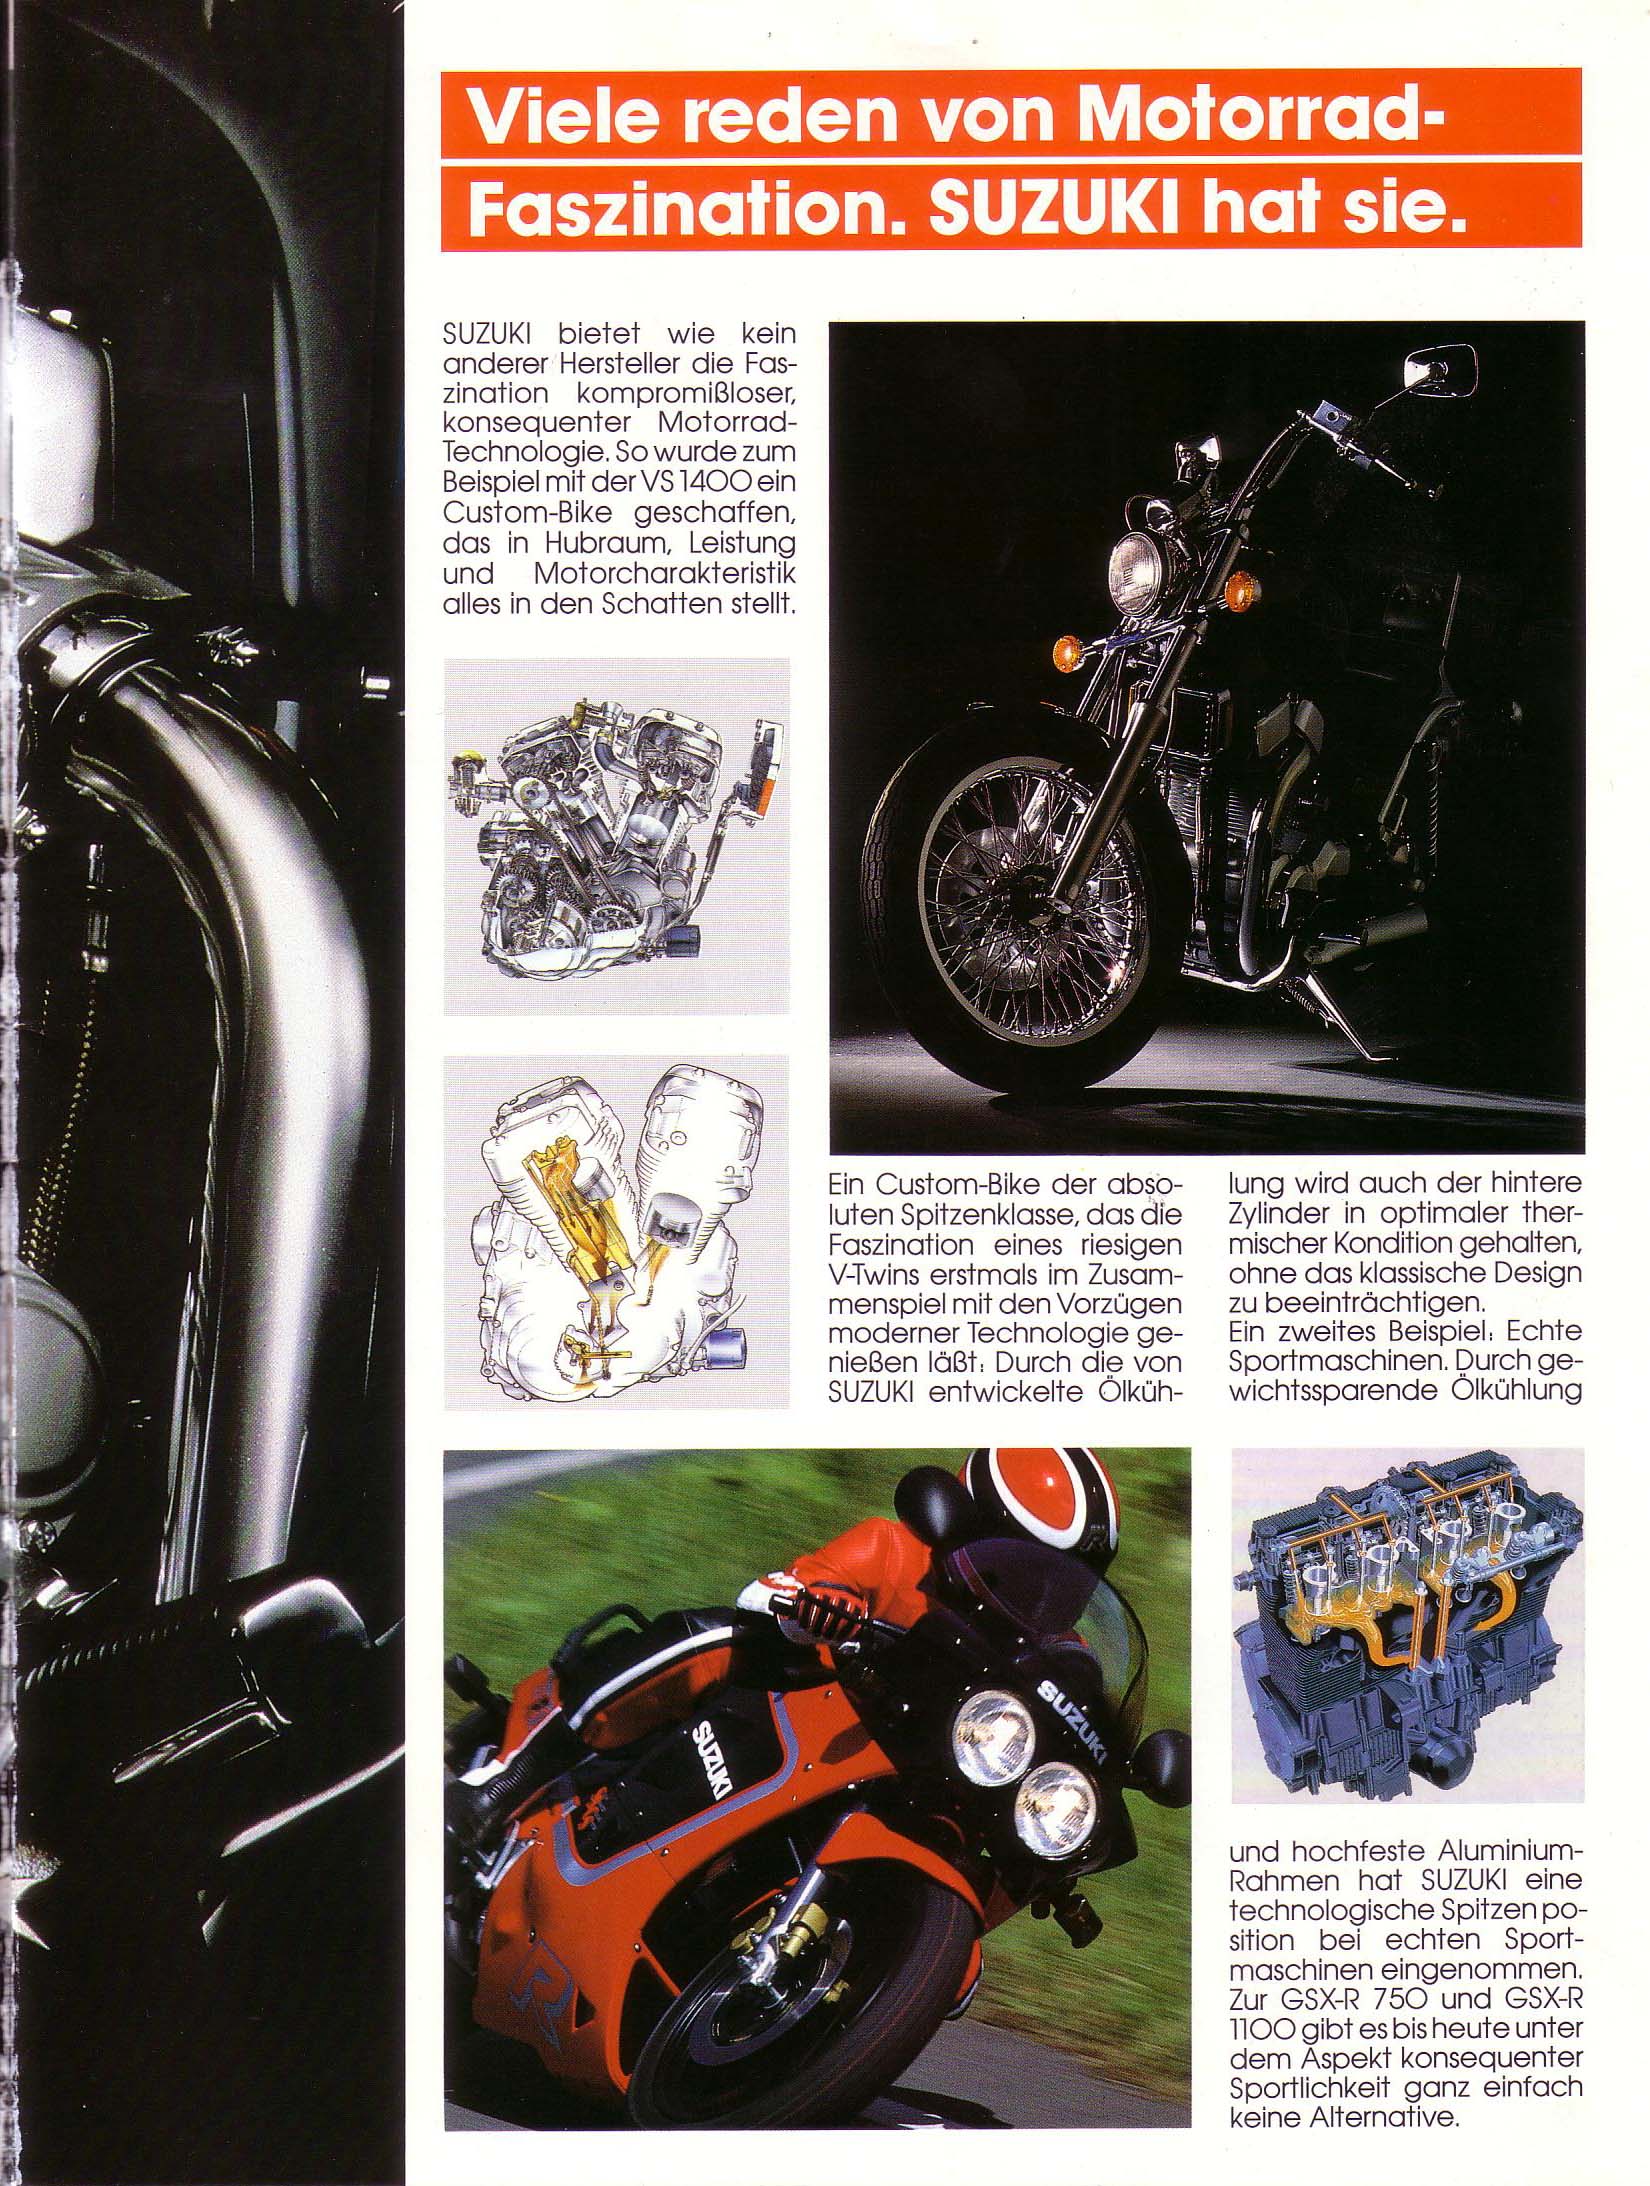 Viele reden von Motorrad-
Faszination. SUZUKI hat sie.
SUZUKI bietet wie kein
anderer Hersteller die Fas-
zination kompromißloser,
konsequenter Motorrad-
Technologie. So wurde zum
Beispiel mit der VS 1400 ein
Custom-Bike geschaffen,
das in Hubraum, Leistung
und Motorcharakteristik
alles in den Schatten stellt.
Ein Custom-Bike der abso-
luten Spitzenklasse, das die
Faszination eines riesigen
V-Twins erstmals im Zusam-
menspiel mit den Vorzügen
moderner Technologie ge-
nießen läßt: Durch die von
SUZUKI entwickelte Ölküh-
lung wird auch der hintere
Zylinder in optimaler ther-
mischer Kondition gehalten,
ohne das klassische Design
zu beeinträchtigen.
Ein zweites Beispiel: Echte
Sportmaschinen. Durch ge-
wichtssparende Ölkühlung
SUZUKI
SUZUKI
R
und hochfeste Aluminium-
Rahmen hat SUZUKI eine
technologische Spitzenpo-
sition bei echten Sport-
maschinen eingenommen.
Zur GSX-R 750 und GSX-R
1100 gibt es bis heute unter
dem Aspekt konsequenter
Sportlichkeit ganz einfach
keine Alternative.